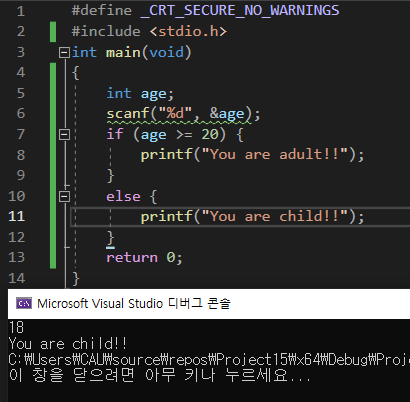 1 #define _CRT_SECURE_NO_WARNINGS
2 #include <stdio.h>
3 int main(void)
4 {
5 int age;
6 scanf("%d", &age);
7 if (age >= 20) {
8 printf("You are adult!!");
9 }
10 else {
11 printf("You are child!!");
12 }
13 return 0;
14 }
Microsoft Visual Studio 디버그 콘솔
18
You are child!!
C:₩Users₩CAU₩source₩repos₩Project15₩x64₩Debug₩Proj
이 창을 닫으려면 아무 키나 누르세요...